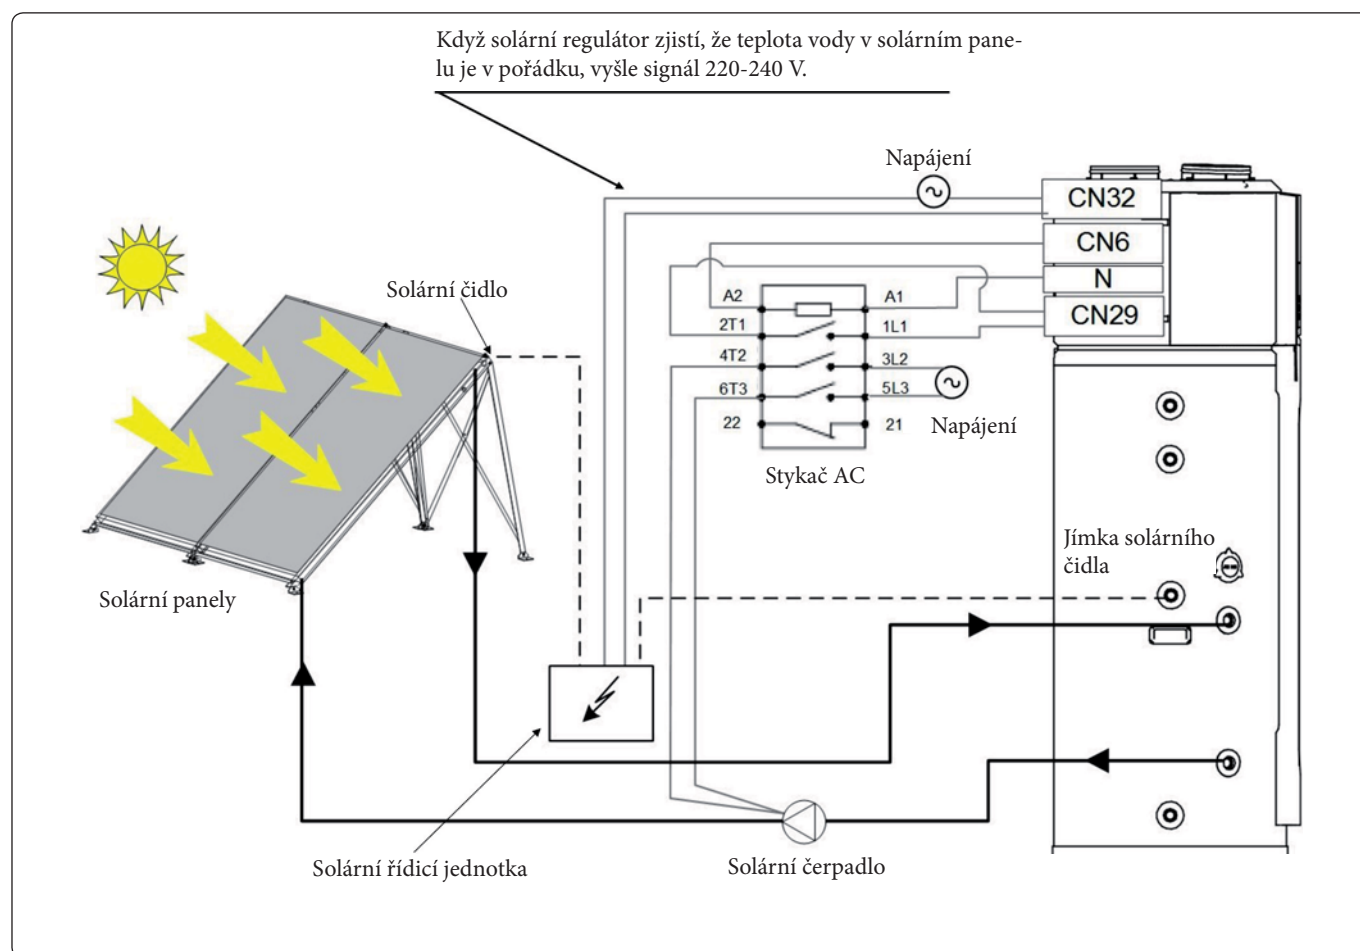 Když solární regulátor zjistí, že teplota vody v solárním pane-
lu je v pořádku, vyšle signál 220-240 V.
Napájení
CN32
CN6
N
CN29
Solární čidlo
A2
A1
2T1
1L1
4T2
3L2
6T3
5L3
22
21
Napájení
Stykač AC
Jímka solárního
čidla
Solární panely
Solární řídicí jednotka
Solární čerpadlo